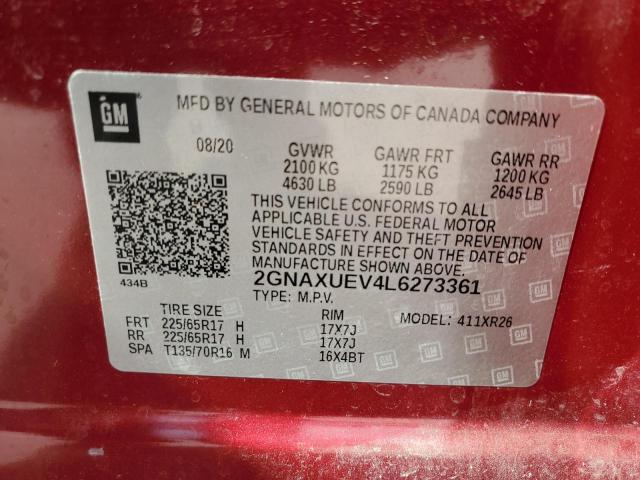 GM
MFD BY GENERAL MOTORS OF CANADA COMPANY
08/20 GVWR GAWR FRT GAWR RR
2100 KG 1175 KG 1200 KG
4630 LB 2590 LB 2645 LB
THIS VEHICLE CONFORMS TO ALL
APPLICABLE U.S. FEDERAL MOTOR
VEHICLE SAFETY AND THEFT PREVENTION
STANDARDS IN EFFECT ON THE DATE OF
MANUFACTURE SHOWN ABOVE.
434B
2GNAXUEV4L6273361
TYPE: M.P.V. MODEL: 411XR26
TIRE SIZE RIM
FRT 225/65R17 H 17X7J
RR 225/65R17 H 17X7J
SPA T135/70R16 M 16X4BT